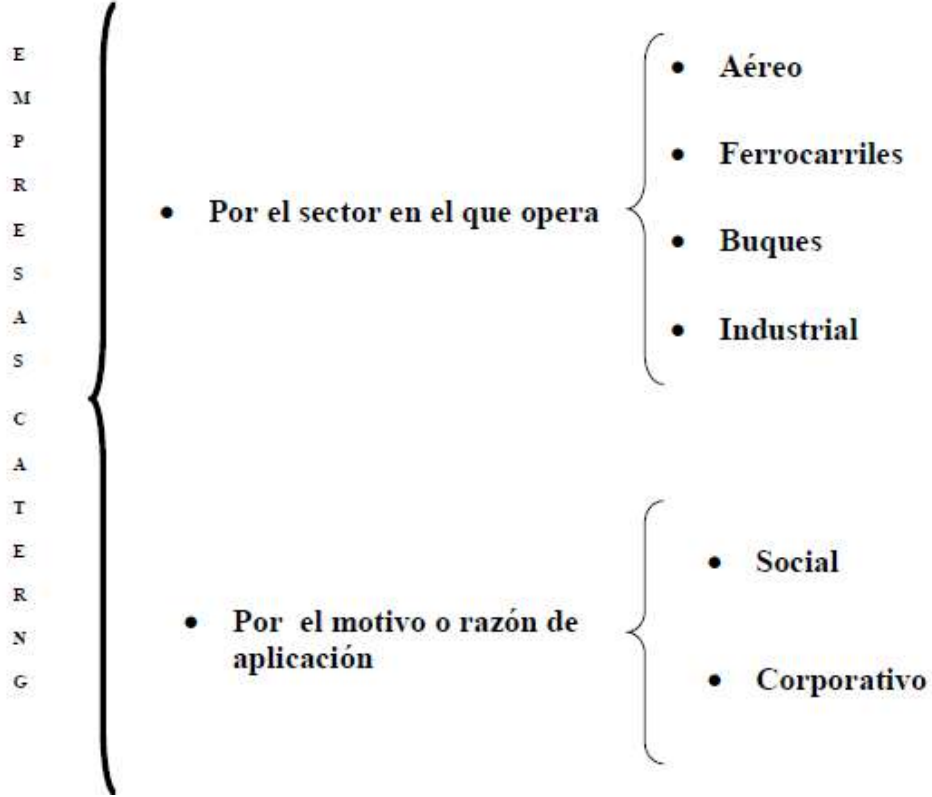 E
M
P
R
E
S
A
S
C
A
T
E
R
N
G
• Por el sector en el que opera
• Aéreo
• Ferrocarriles
• Buques
• Industrial
• Por el motivo o razón de
aplicación
• Social
• Corporativo